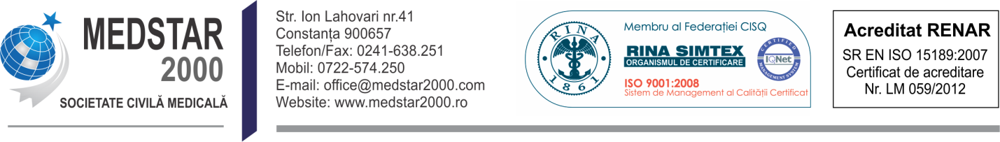 MEDSTAR
2000
SOCIETATE CIVILĂ MEDICALĂ
Str. Ion Lahovari nr.41
Constanța 900657
Telefon/Fax: 0241-638.251
Mobil: 0722-574.250
E-mail: office@medstar2000.com
Website: www.medstar2000.ro
RINA
1861
Membru al Federației CISQ
RINA SIMTEX
ORGANISMUL DE CERTIFICARE
ISO 9001:2008
Sistem de Management al Calității Certificat
CERTIFIED
IQNet
MANAGEMENT SYSTEM
Acreditat RENAR
SR EN ISO 15189:2007
Certificat de acreditare
Nr. LM 059/2012